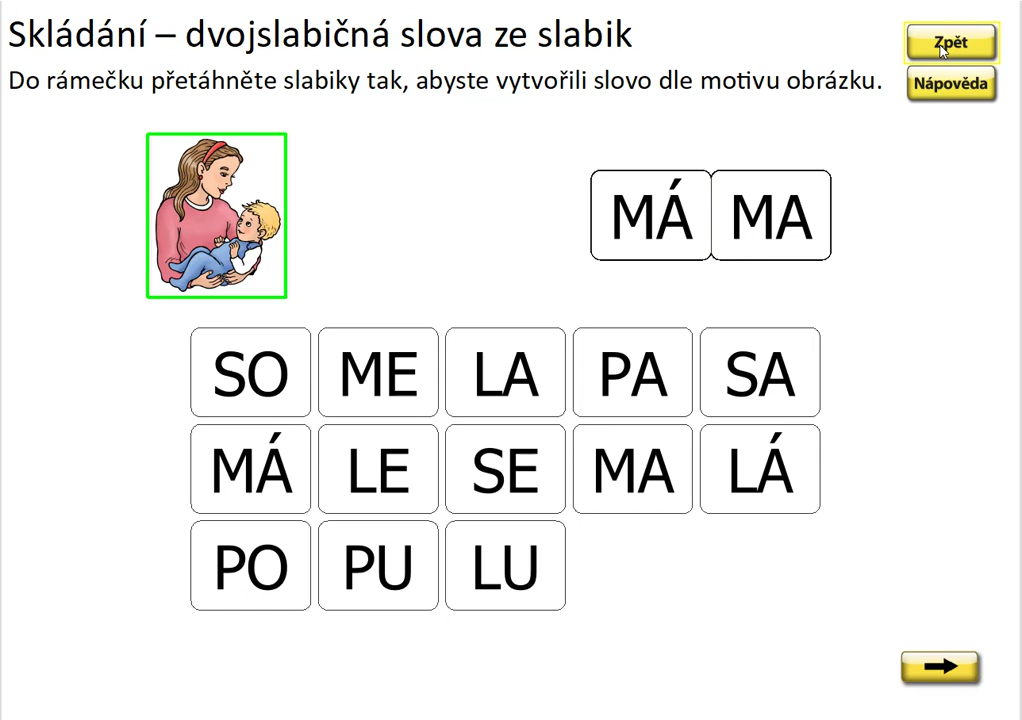 Skládání – dvojslabičná slova ze slabik
Zpět
Do rámečku přetáhněte slabiky tak, abyste vytvořili slovo dle motivu obrázku.
Nápověda
MÁ MA
SO ME LA PA SA
MÁ LE SE MA LÁ
PO PU LU